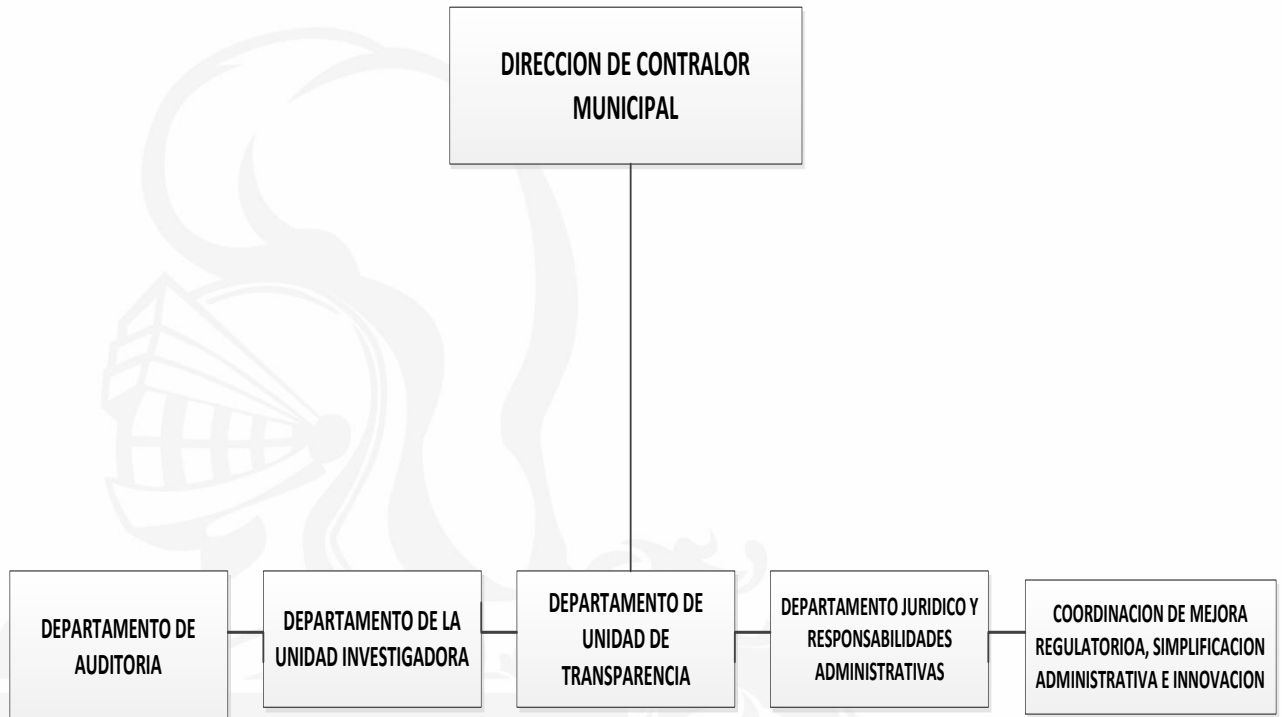 DIRECCION DE CONTRALOR
MUNICIPAL
DEPARTAMENTO DE
AUDITORIA
DEPARTAMENTO DE LA
UNIDAD INVESTIGADORA
DEPARTAMENTO DE
UNIDAD DE
TRANSPARENCIA
DEPARTAMENTO JURIDICO Y
RESPONSABILIDADES
ADMINISTRATIVAS
COORDINACION DE MEJORA
REGULATORIOA, SIMPLIFICACION
ADMINISTRATIVA E INNOVACION